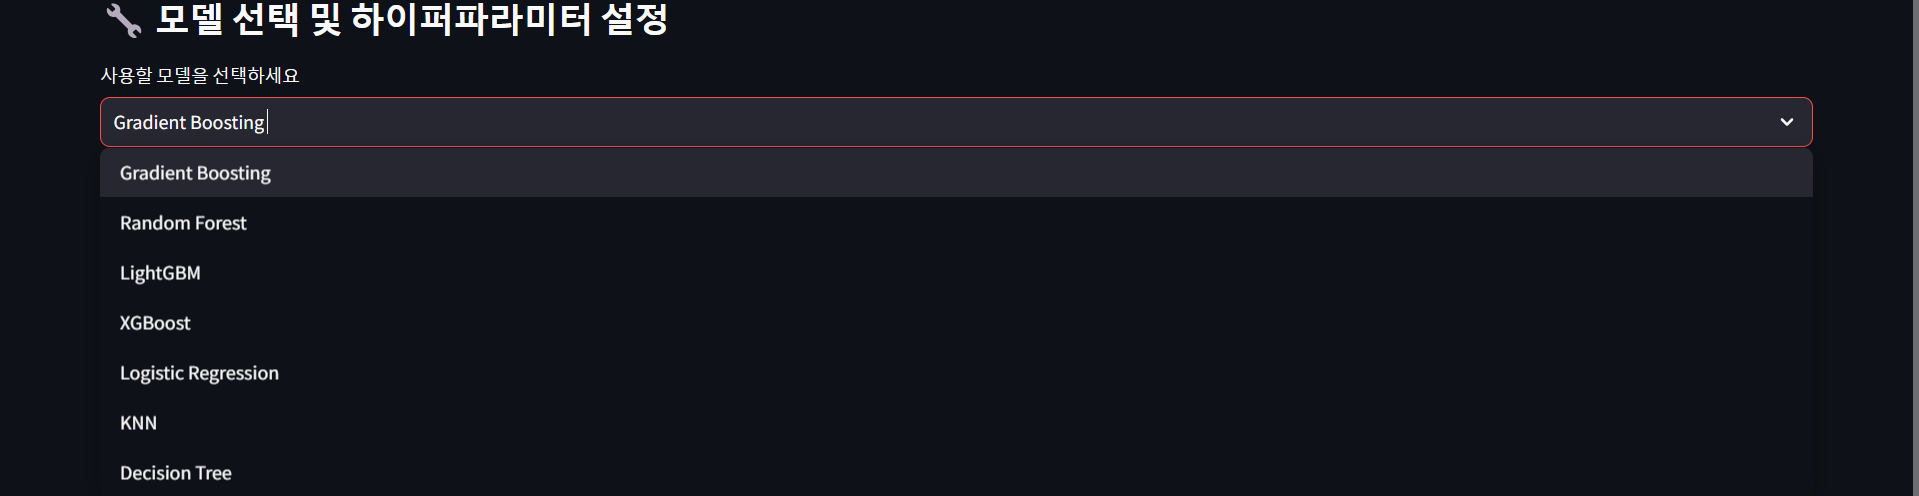 모델 선택 및 하이퍼파라미터 설정
사용할 모델을 선택하세요
Gradient Boosting
Gradient Boosting
Random Forest
LightGBM
XGBoost
Logistic Regression
KNN
Decision Tree